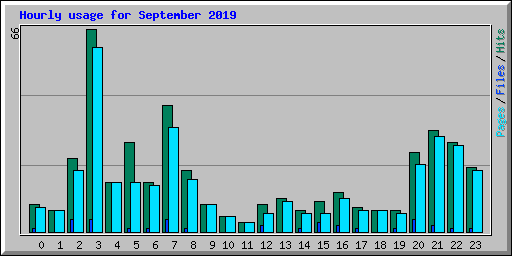 Hourly usage for September 2019
66
Pages/Files/Hits
0 1 2 3 4 5 6 7 8 9 10 11 12 13 14 15 16 17 18 19 20 21 22 23